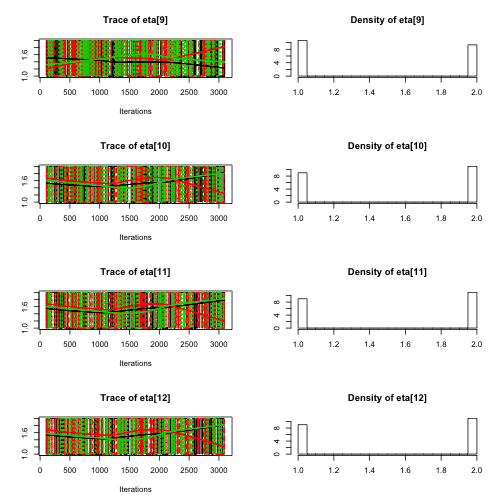 Trace of eta[9]
1.0 1.6
0 500 1000 1500 2000 2500 3000
Iterations
Density of eta[9]
0 4 8
1.0 1.2 1.4 1.6 1.8 2.0
Trace of eta[10]
1.0 1.6
0 500 1000 1500 2000 2500 3000
Iterations
Density of eta[10]
0 4 8
1.0 1.2 1.4 1.6 1.8 2.0
Trace of eta[11]
1.0 1.6
0 500 1000 1500 2000 2500 3000
Iterations
Density of eta[11]
0 4 8
1.0 1.2 1.4 1.6 1.8 2.0
Trace of eta[12]
1.0 1.6
0 500 1000 1500 2000 2500 3000
Iterations
Density of eta[12]
0 4 8
1.0 1.2 1.4 1.6 1.8 2.0